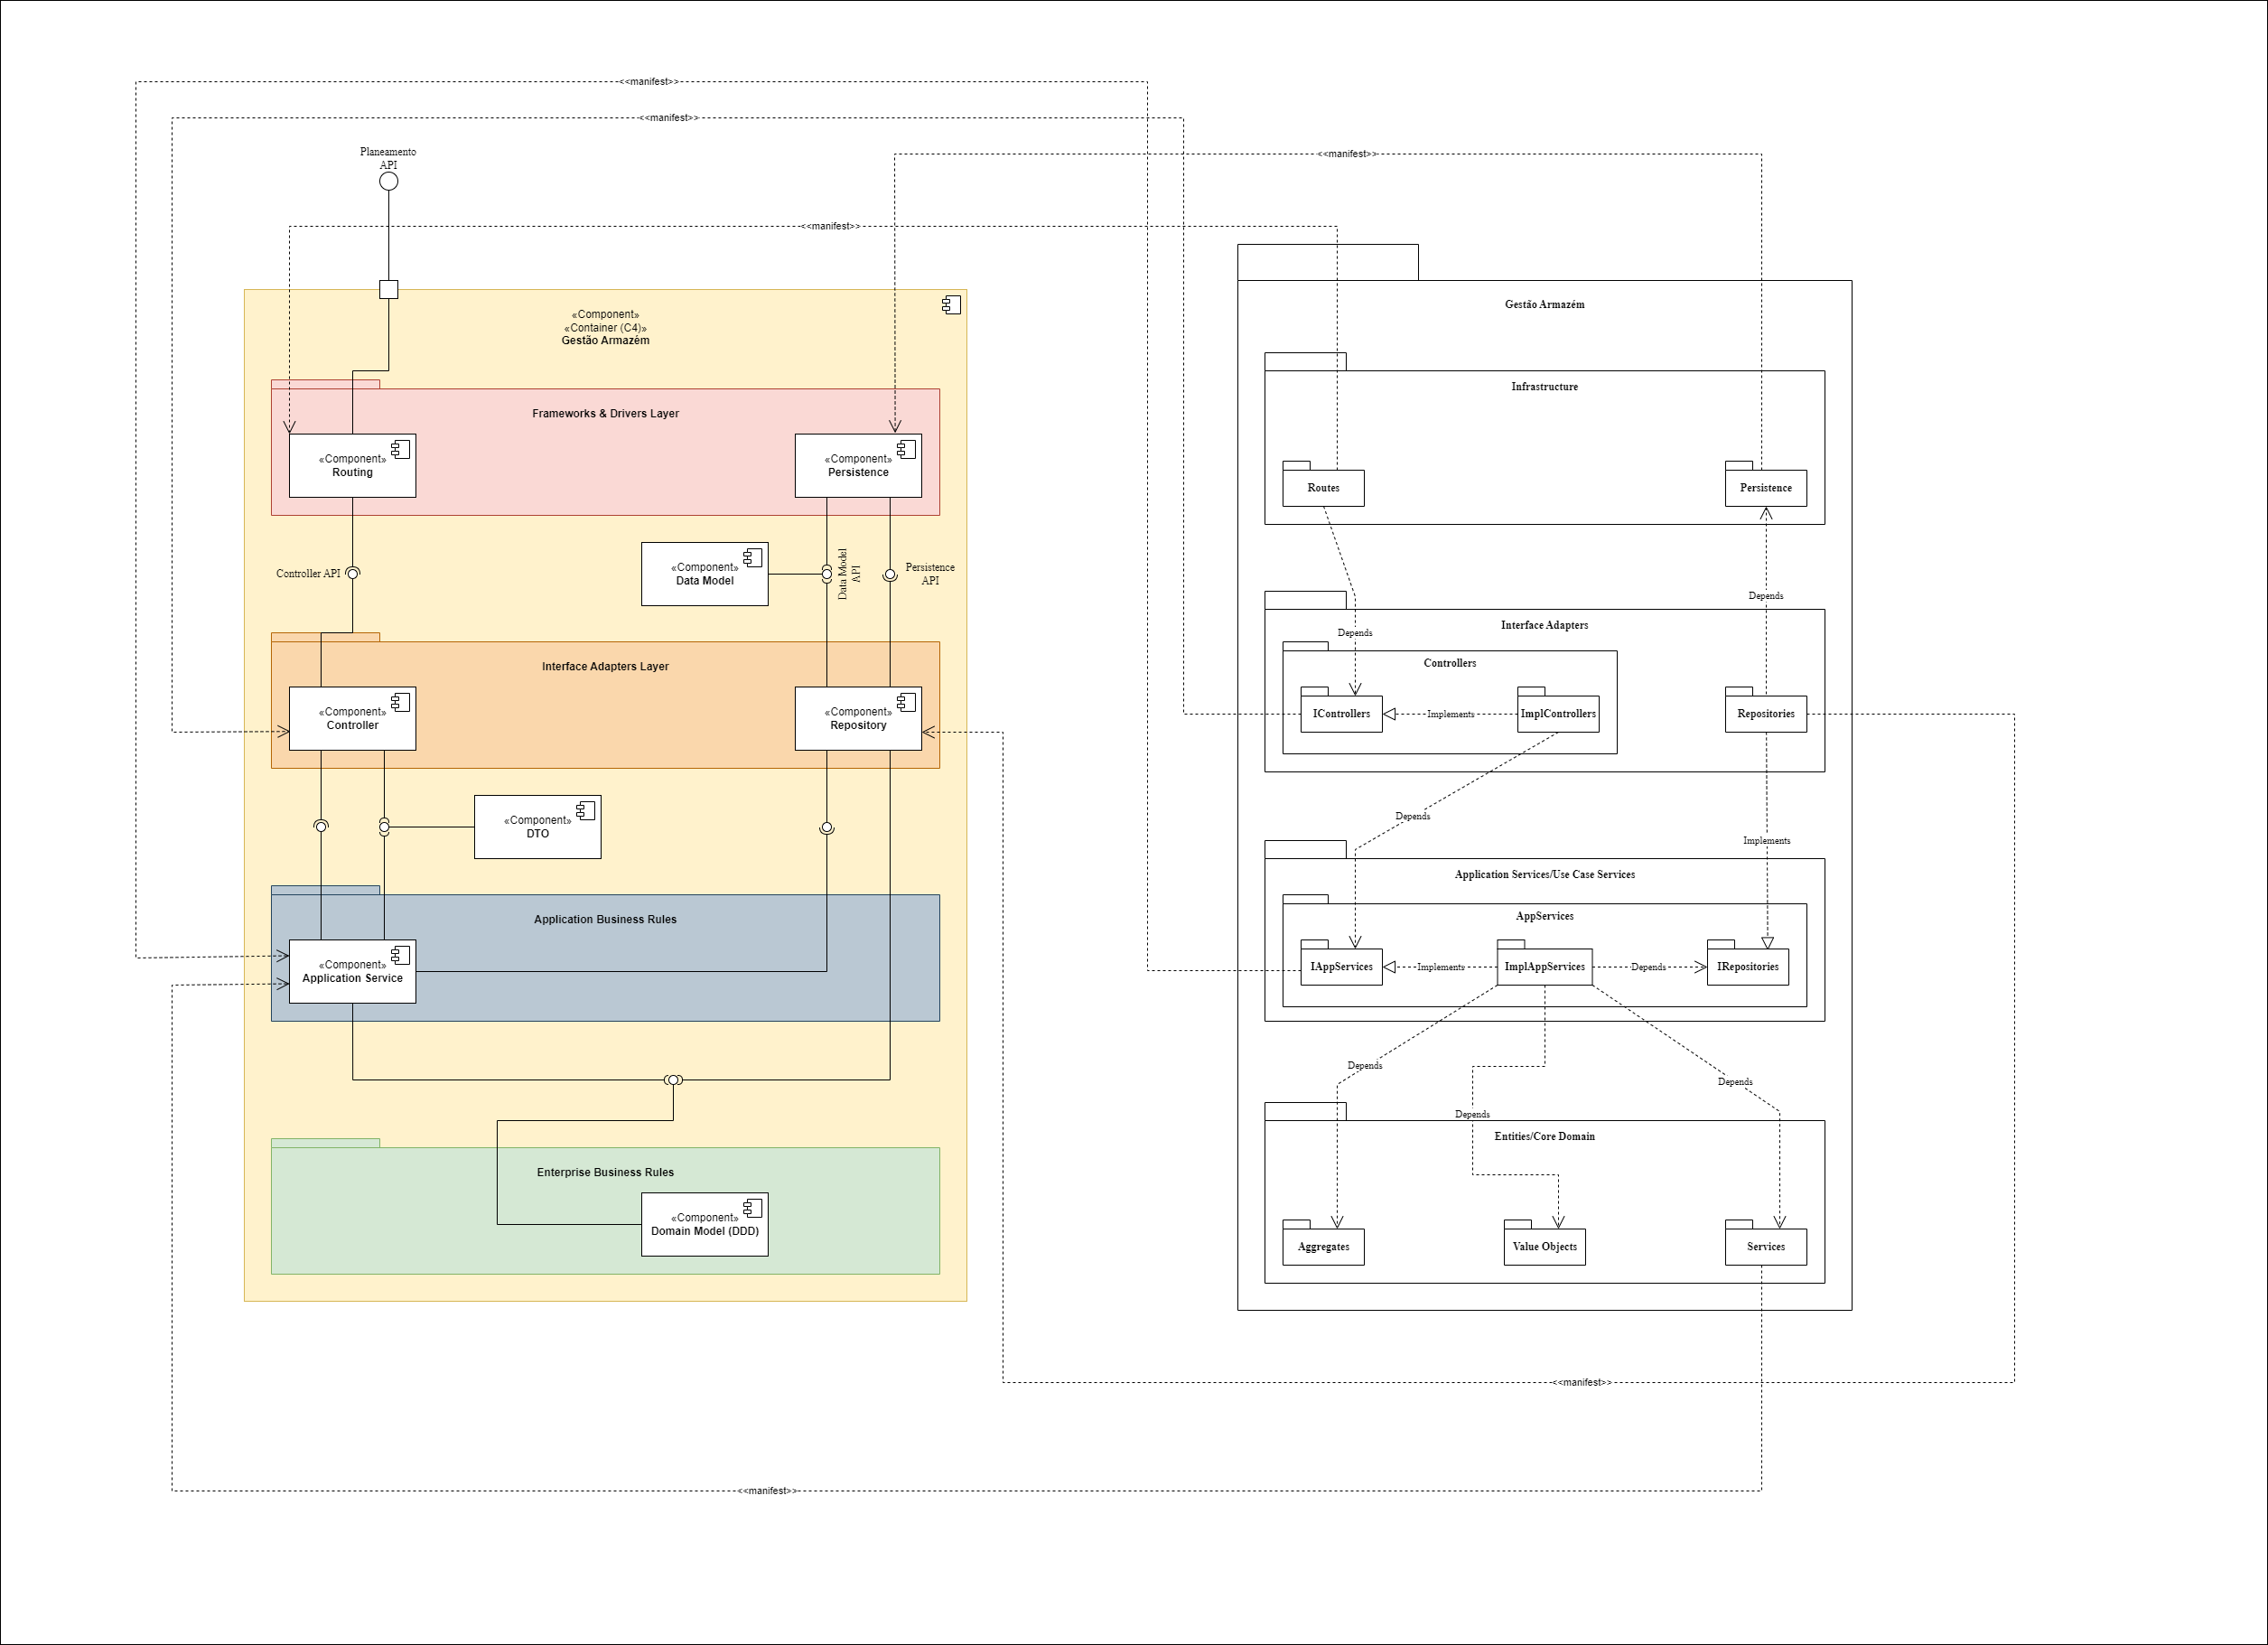 <<manifest>>
<<manifest>>
Planeamento
API
<<manifest>>
<<manifest>>
«Component»
«Container (C4)»
Gestão Armazém
Frameworks & Drivers Layer
«Component»
Routing
«Component»
Persistence
Controller API
«Component»
Data Model
Data Model
API
Persistence
API
Interface Adapters Layer
«Component»
Controller
«Component»
Repository
«Component»
DTO
Application Business Rules
«Component»
Application Service
Enterprise Business Rules
«Component»
Domain Model (DDD)
Gestão Armazém
Infrastructure
Routes
Persistence
Depends
Depends
Interface Adapters
Controllers
IControllers
Implements
ImplControllers
Repositories
Depends
Implements
Application Services/Use Case Services
AppServices
IAppServices
Implements
ImplAppServices
Depends
IRepositories
Depends
Depends
Depends
Entities/Core Domain
Aggregates
Value Objects
Services
<<manifest>>
<<manifest>>